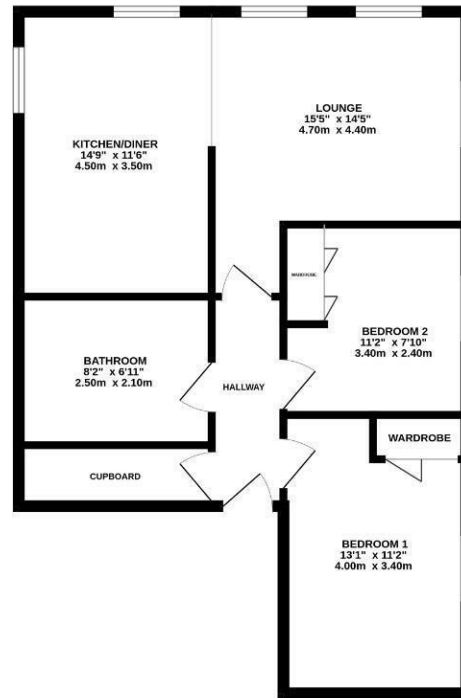 LOUNGE
15'5" x 14'5"
4.70m x 4.40m
KITCHEN/DINER
14'9" x 11'6"
4.50m x 3.50m
WARDROBE
BEDROOM 2
11'2" x 7'10"
3.40m x 2.40m
BATHROOM
8'2" x 6'11"
2.50m x 2.10m
HALLWAY
WARDROBE
CUPBOARD
BEDROOM 1
13'1" x 11'2"
4.00m x 3.40m